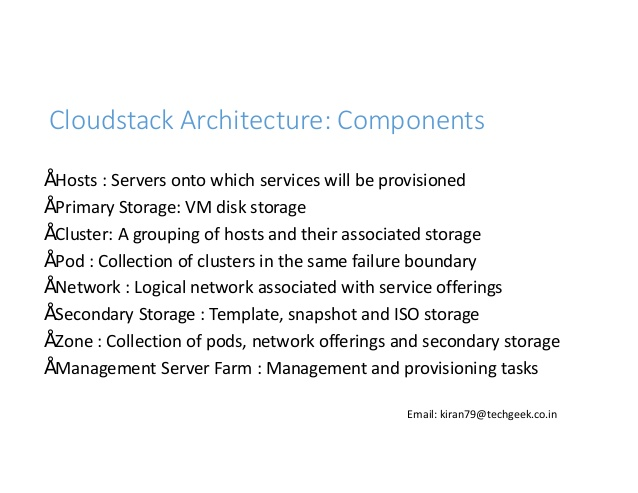 Cloudstack Architecture: Components
ÅHosts : Servers onto which services will be provisioned
ÅPrimary Storage: VM disk storage
ÅCluster: A grouping of hosts and their associated storage
ÅPod : Collection of clusters in the same failure boundary
ÅNetwork : Logical network associated with service offerings
ÅSecondary Storage : Template, snapshot and ISO storage
ÅZone : Collection of pods, network offerings and secondary storage
ÅManagement Server Farm : Management and provisioning tasks
Email: kiran79@techgeek.co.in